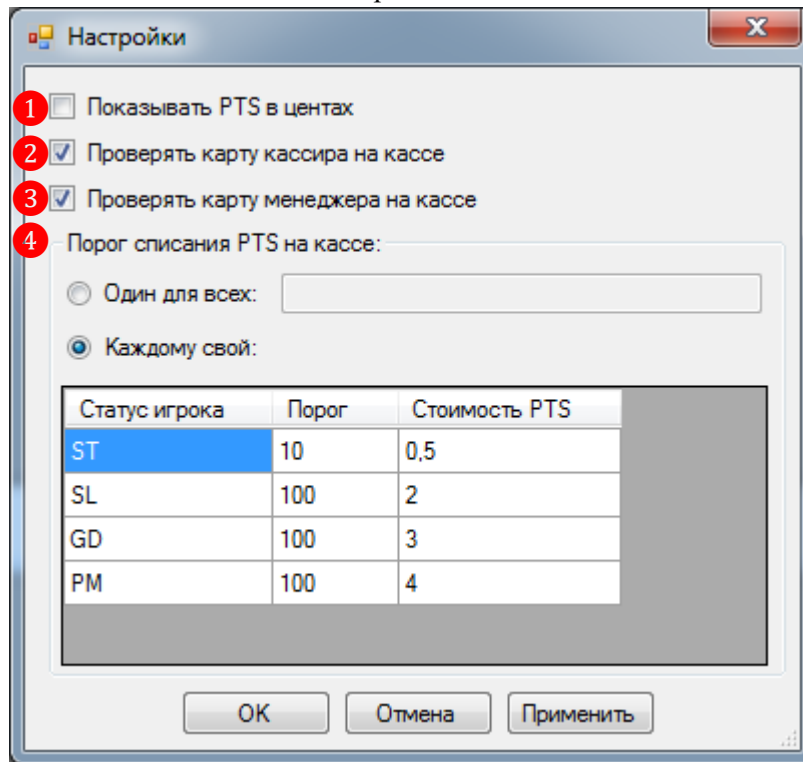 Настройки
1 Показывать PTS в центах
2 Проверять карту кассира на кассе
3 Проверять карту менеджера на кассе
4 Порог списания PTS на кассе:
Один для всех:
Каждому свой:
Статус игрока Порог Стоимость PTS
ST 10 0,5
SL 100 2
GD 100 3
PM 100 4
OK Отмена Применить